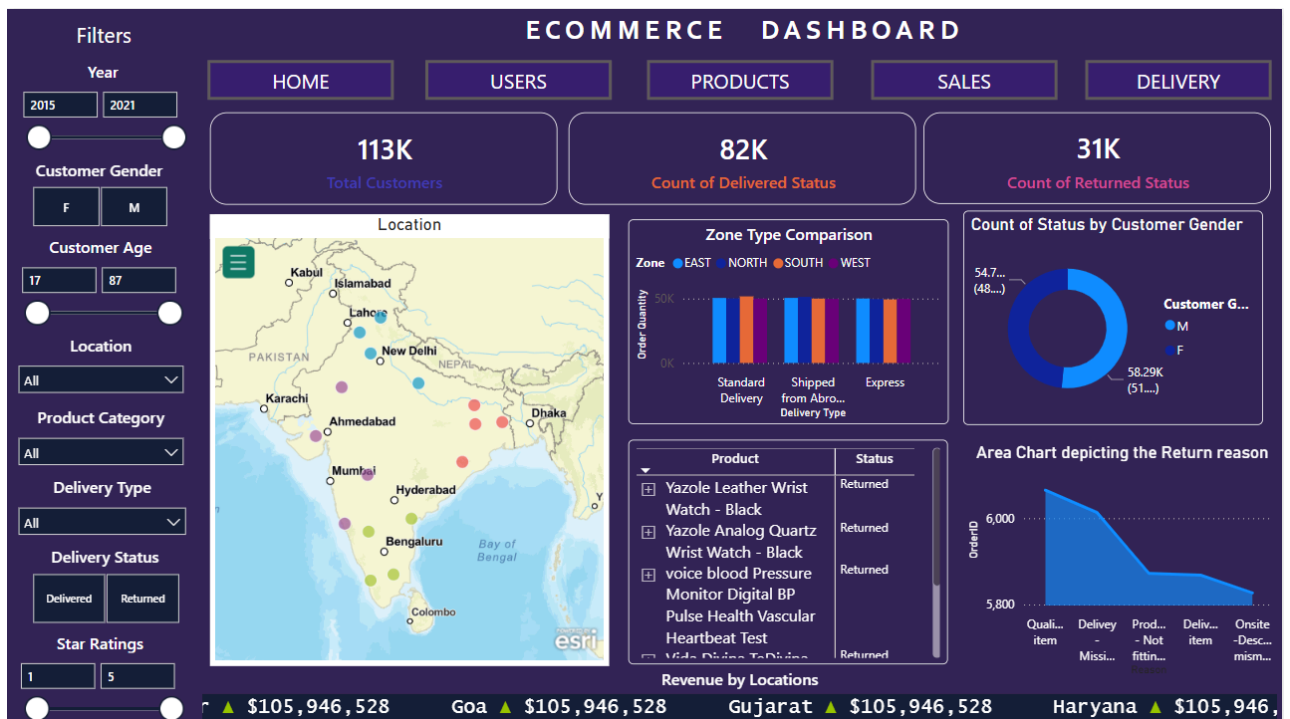 Filters
Year
2015 2021
Customer Gender
F M
Customer Age
17 87
Location
All
Product Category
All
Delivery Type
All
Delivery Status
Delivered Returned
Star Ratings
1 5
ECOMMERCE DASHBOARD
HOME USERS PRODUCTS SALES DELIVERY
113K
Total Customers
82K
Count of Delivered Status
31K
Count of Returned Status
Location
Kabul
Islamabad
Lahore
PAKISTAN
New Delhi
NEPAL
Karachi
Ahmedabad
Dhaka
Mumbai
Hyderabad
Y
Bengaluru
Bay of
Bengal
Colombo
POWERED BY
esri
Zone Type Comparison
Zone EAST NORTH SOUTH WEST
Order Quantity
50K
0K
Standard
Delivery
Shipped
from Abro...
Express
Delivery Type
Count of Status by Customer Gender
54.7...
(48....)
Customer G...
M
F
58.29K
(51....)
Product Status
Yazole Leather Wrist Returned
Watch - Black
Yazole Analog Quartz Returned
Wrist Watch - Black
voice blood Pressure Returned
Monitor Digital BP
Pulse Health Vascular
Heartbeat Test
Vida Divina TeDivina Returned
Area Chart depicting the Return reason
OrderID
6,000
5,800
Quali...
item
Delivey
-
Missi...
Prod...
- Not
fittin...
Deliv...
item
Onsite
-Desc...
mism...
Revenue by Locations
r ▲ $105,946,528 Goa ▲ $105,946,528 Gujarat ▲ $105,946,528 Haryana ▲ $105,946,